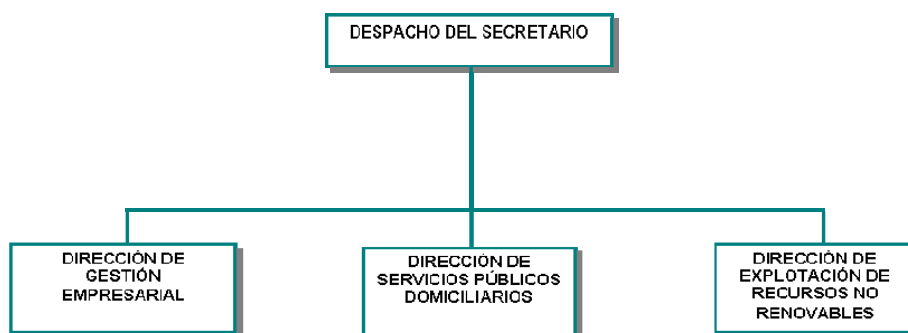 DESPACHO DEL SECRETARIO
DIRECCIÓN DE
GESTIÓN
EMPRESARIAL
DIRECCIÓN DE
SERVICIOS PÚBLICOS
DOMICILIARIOS
DIRECCIÓN DE
EXPLOTACIÓN DE
RECURSOS NO
RENOVABLES